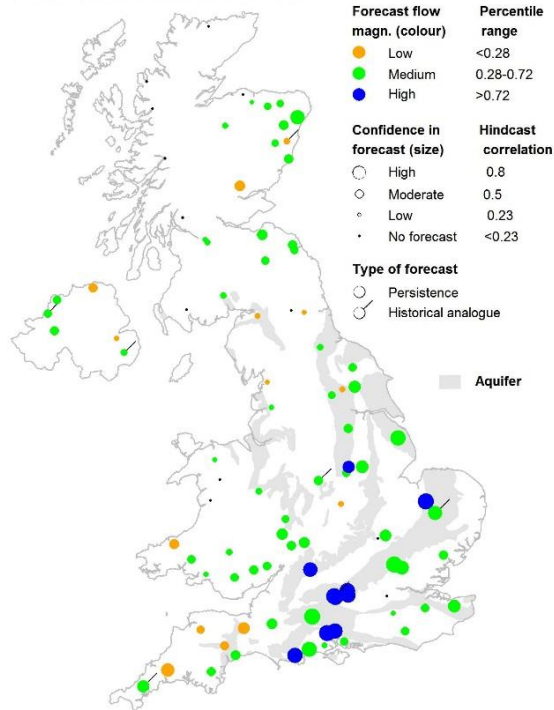 Forecast flow magn. (colour) Percentile range
Low <0.28
Medium 0.28-0.72
High >0.72
Confidence in forecast (size) Hindcast correlation
High 0.8
Moderate 0.5
Low 0.23
No forecast <0.23
Type of forecast
Persistence
Historical analogue
Aquifer